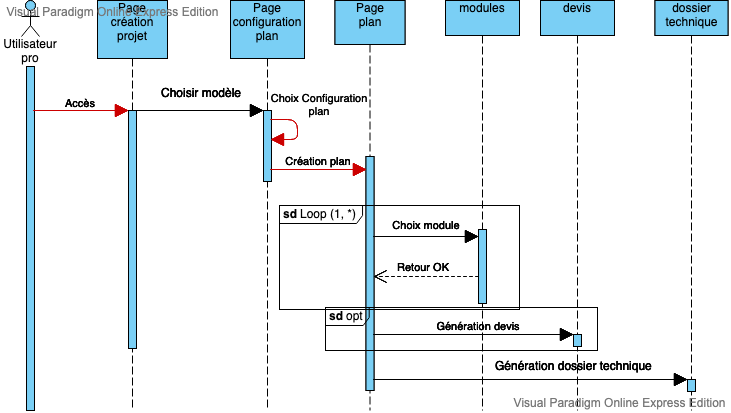 Visual Paradigm Online Express Edition
Utilisateur
pro
Page
création
projet
Page
configuration
plan
Page
plan
modules
devis
dossier
technique
Accès
Choisir modèle
Choix Configuration
plan
Création plan
sd Loop (1, *)
Choix module
Retour OK
sd opt
Génération devis
Génération dossier technique
Visual Paradigm Online Express Edition